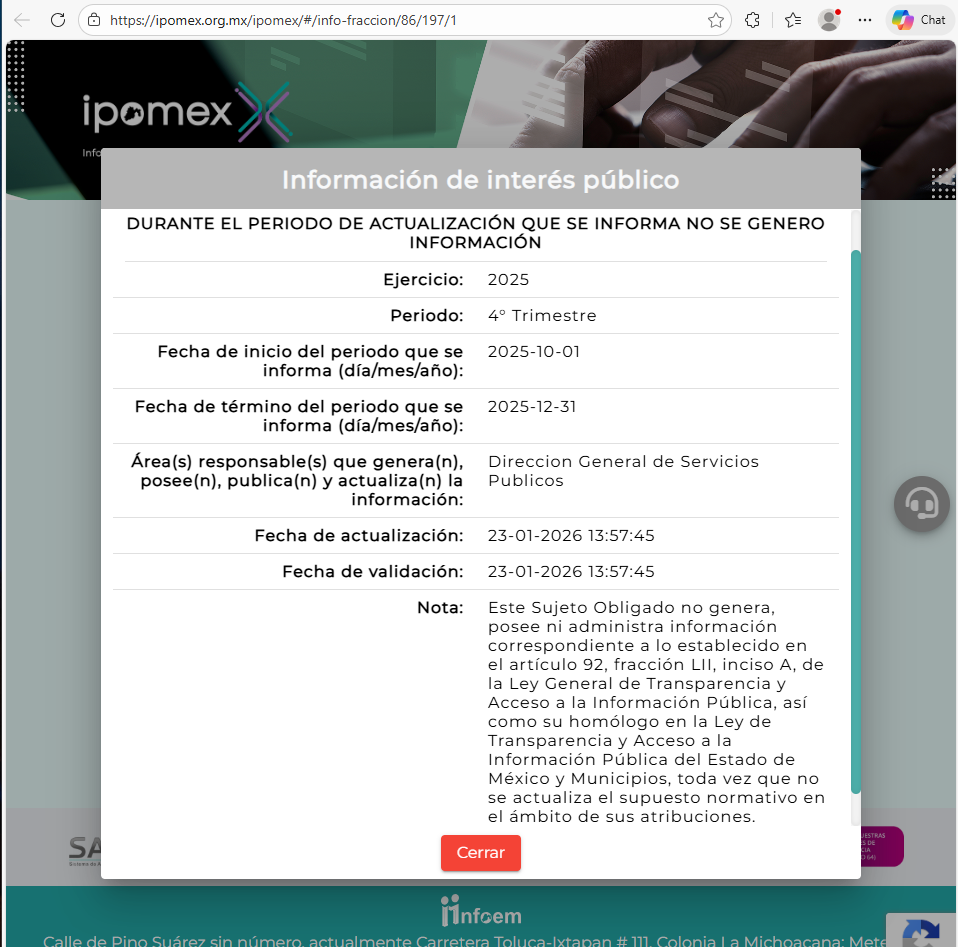 https://ipomex.org.mx/ipomex/#/info-fraccion/86/197/1
Chat
ipomex
Info
Información de interés público
DURANTE EL PERIODO DE ACTUALIZACIÓN QUE SE INFORMA NO SE GENERO
INFORMACIÓN
Ejercicio: 2025
Periodo: 4º Trimestre
Fecha de inicio del periodo que se 2025-10-01
informa (día/mes/año):
Fecha de término del periodo que se 2025-12-31
informa (día/mes/año):
Área(s) responsable(s) que genera(n), Direccion General de Servicios
posee(n), publica(n) y actualiza(n) la Publicos
información:
Fecha de actualización: 23-01-2026 13:57:45
Fecha de validación: 23-01-2026 13:57:45
Nota: Este Sujeto Obligado no genera,
posee ni administra información
correspondiente a lo establecido en
el artículo 92, fracción LII, inciso A, de
la Ley General de Transparencia y
Acceso a la Información Pública, así
como su homólogo en la Ley de
Transparencia y Acceso a la
Información Pública del Estado de
México y Municipios, toda vez que no
se actualiza el supuesto normativo en
el ámbito de sus atribuciones.
Cerrar
infoem
Calle de Pino Suárez sin número, actualmente Carretera Toluca-Ixtapan # 111, Colonia La Michoacana; Mete